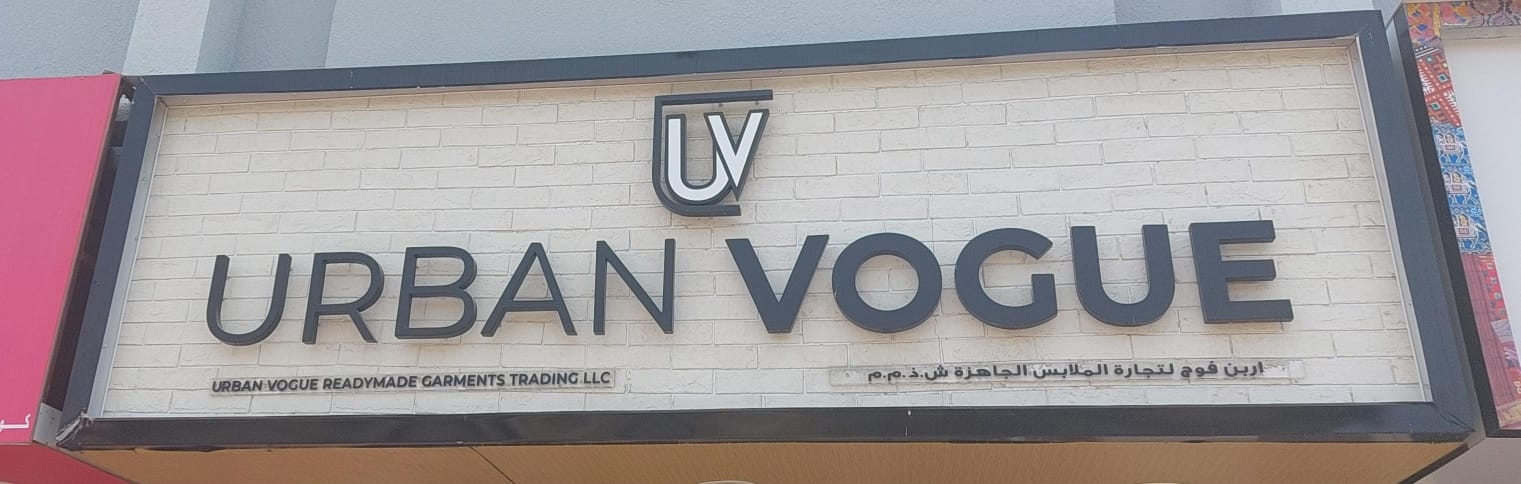 UV
URBAN VOGUE
URBAN VOGUE READYMADE GARMENTS TRADING LLC
اربن فوج لتجارة الملابس الجاهزة ش.ذ.م.م